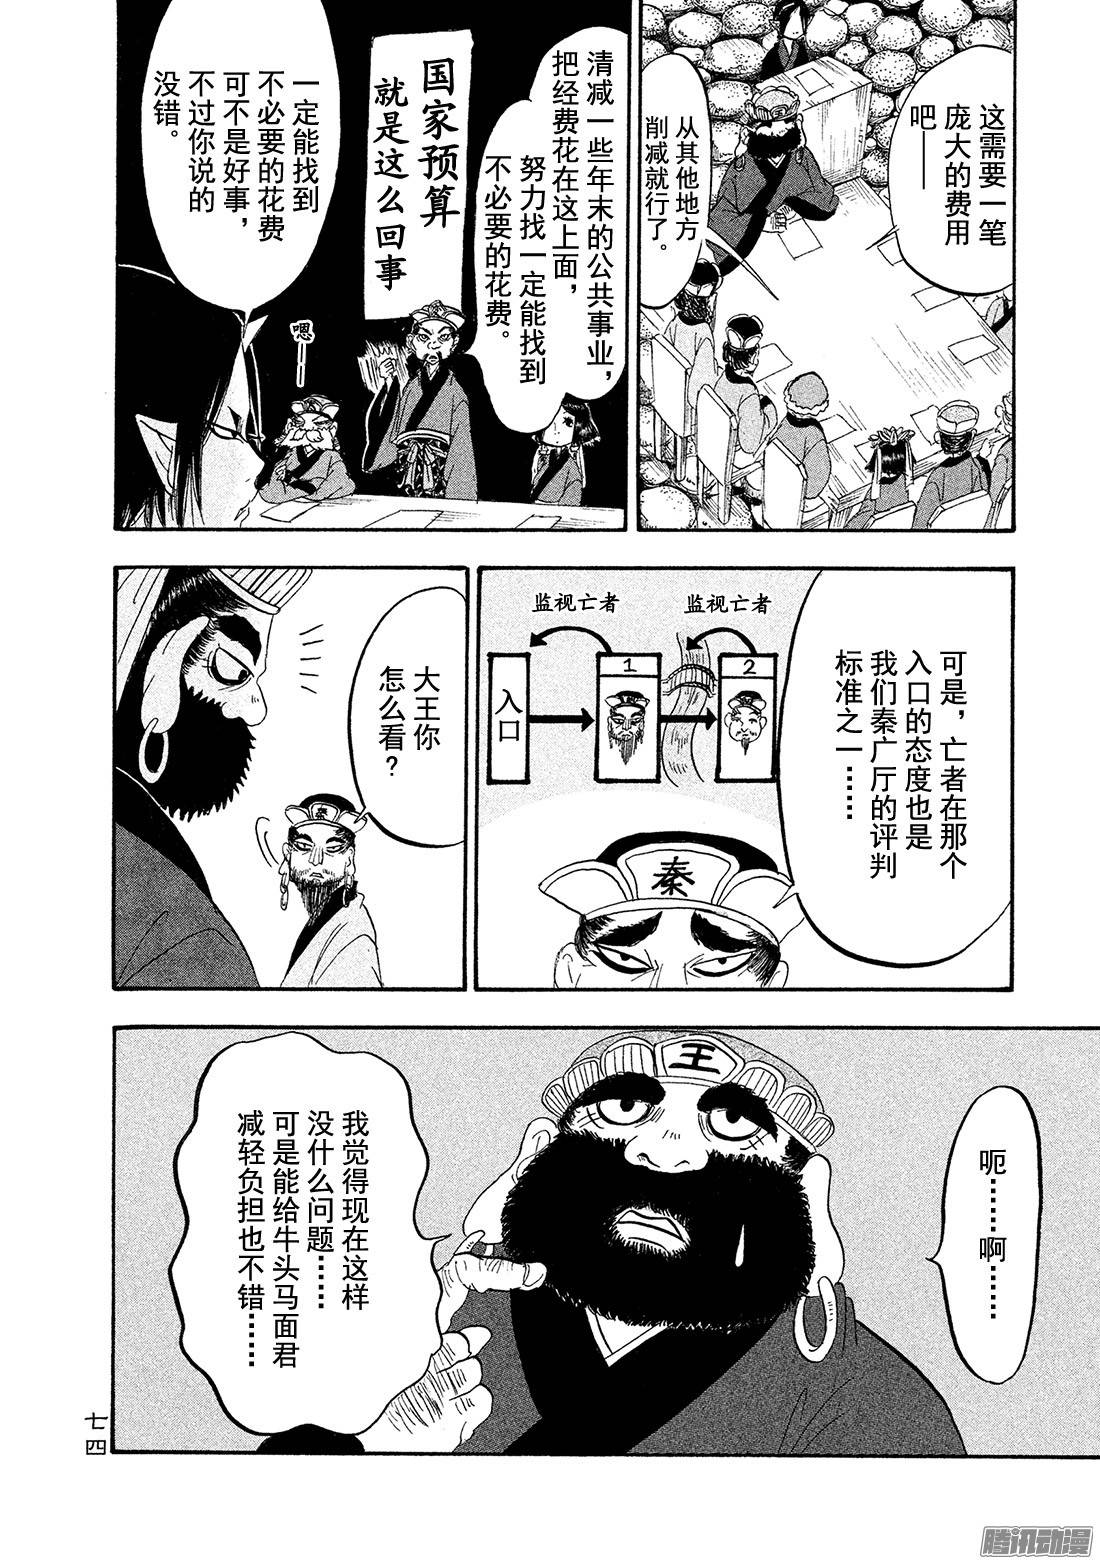 这需要一笔
庞大的费用
吧——
从其他地方
削减就行了。
清减一些年末的公共事业，
把经费花在这上面，
努力找一定能找到
不必要的花费。
国家预算
就是这么回事
嗯——
一定能找到
不必要的花费
可不是好事，
不过你说的
没错。
可是，亡者在那个
入口的态度也是
我们秦广厅的评判
标准之一……
监视亡者
监视亡者
2
1
入口
秦
大王你
怎么看？
秦
呃……啊……
王
我觉得现在这样
没什么问题……
可是能给牛头马面君
减轻负担也不错……
七四
腾讯动漫